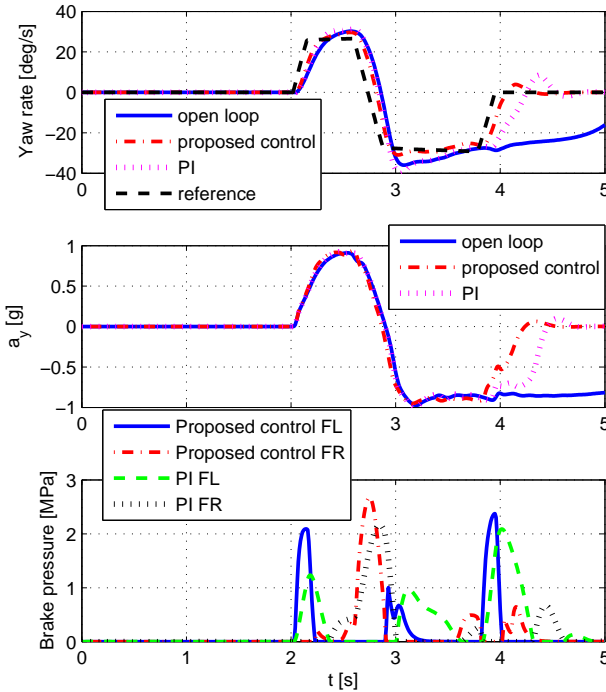 Yaw rate [deg/s]
40
20
0
−20
−40
open loop
proposed control
PI
reference
0 1 2 3 4 5
a_y [g]
1
0.5
0
−0.5
−1
open loop
proposed control
PI
0 1 2 3 4 5
Proposed control FL
Proposed control FR
PI FL
PI FR
Brake pressure [MPa]
3
2
1
0
0 1 2 3 4 5
t [s]